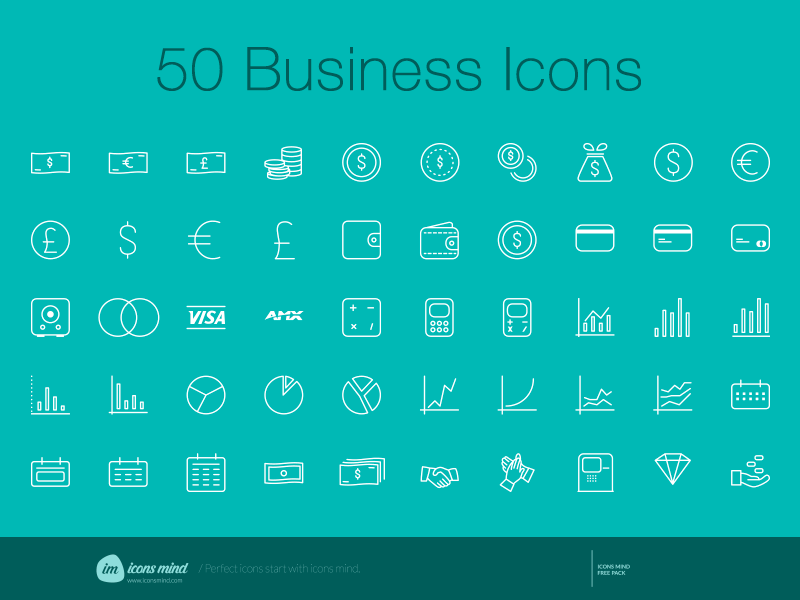 50 Business Icons
$ € £ $ $ $ $ $ €
£ $ € £ $
VISA AMX
$
im icons mind / Perfect icons start with icons mind.
www.iconsmind.com
ICONS MIND
FREE PACK